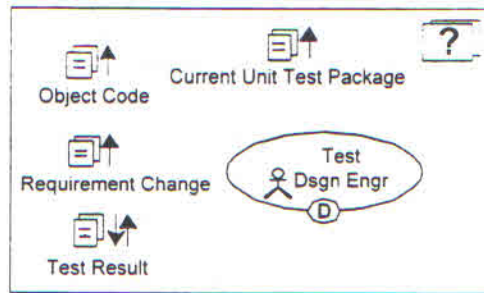 ?
Current Unit Test Package
Object Code
Test
Requirement Change
Dsgn Engr
D
Test Result